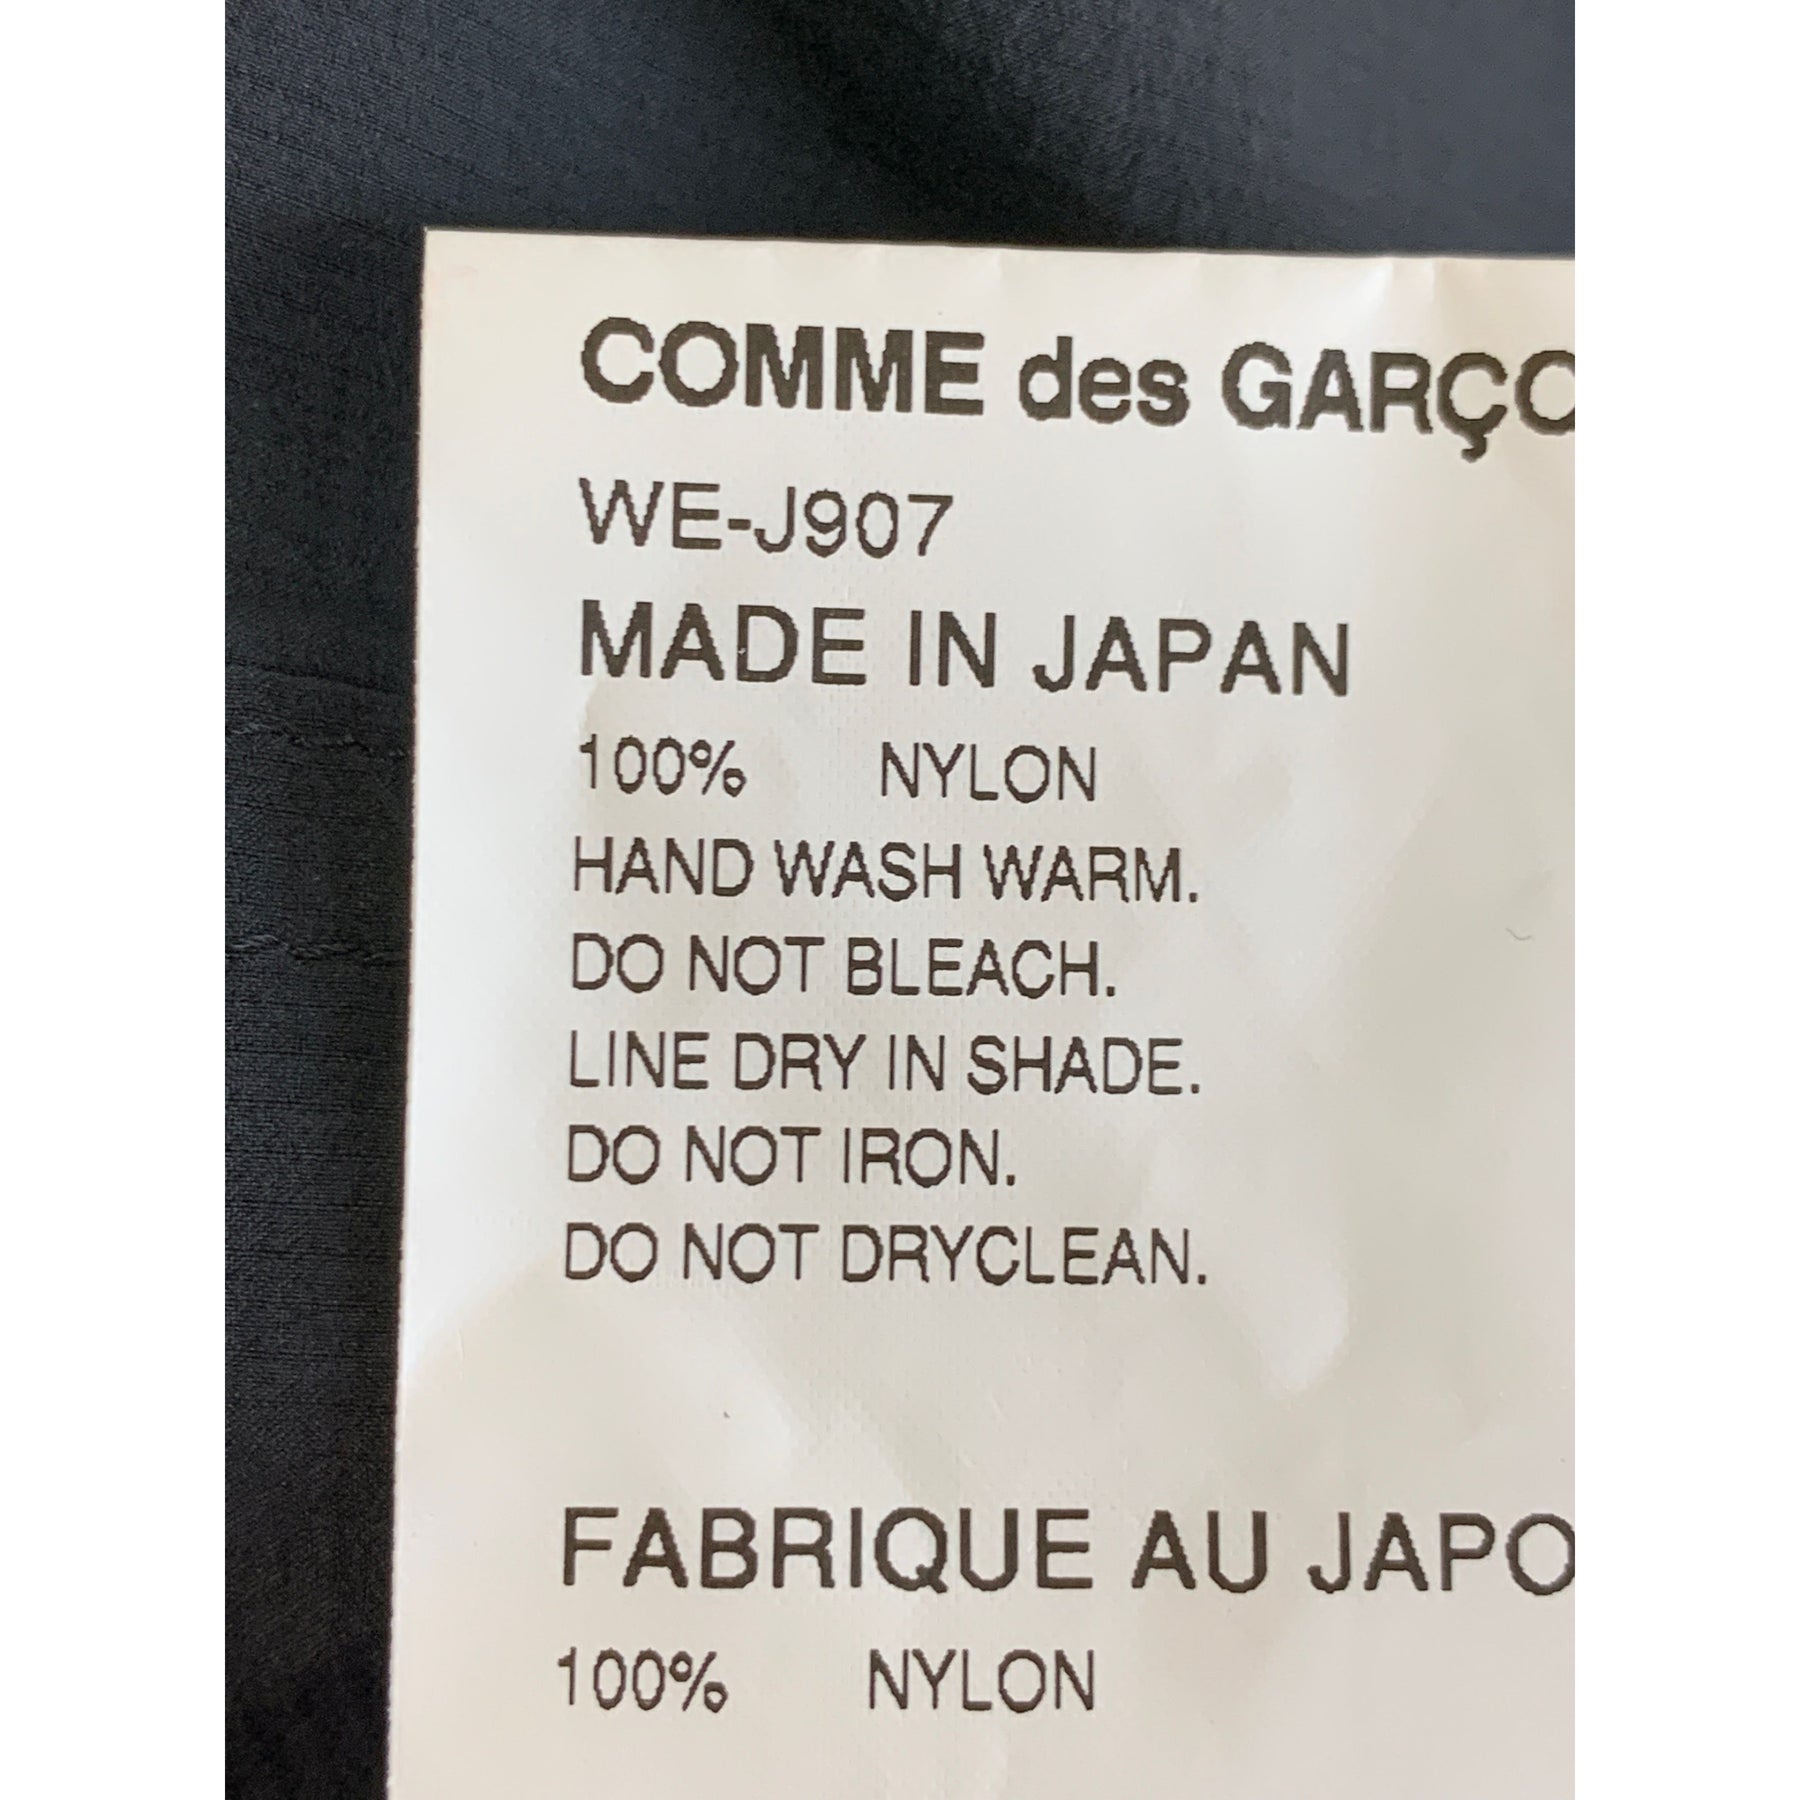 COMME des GARÇO
WE-J907
MADE IN JAPAN
100% NYLON
HAND WASH WARM.
DO NOT BLEACH.
LINE DRY IN SHADE.
DO NOT IRON.
DO NOT DRYCLEAN.
FABRIQUE AU JAPO
100% NYLON